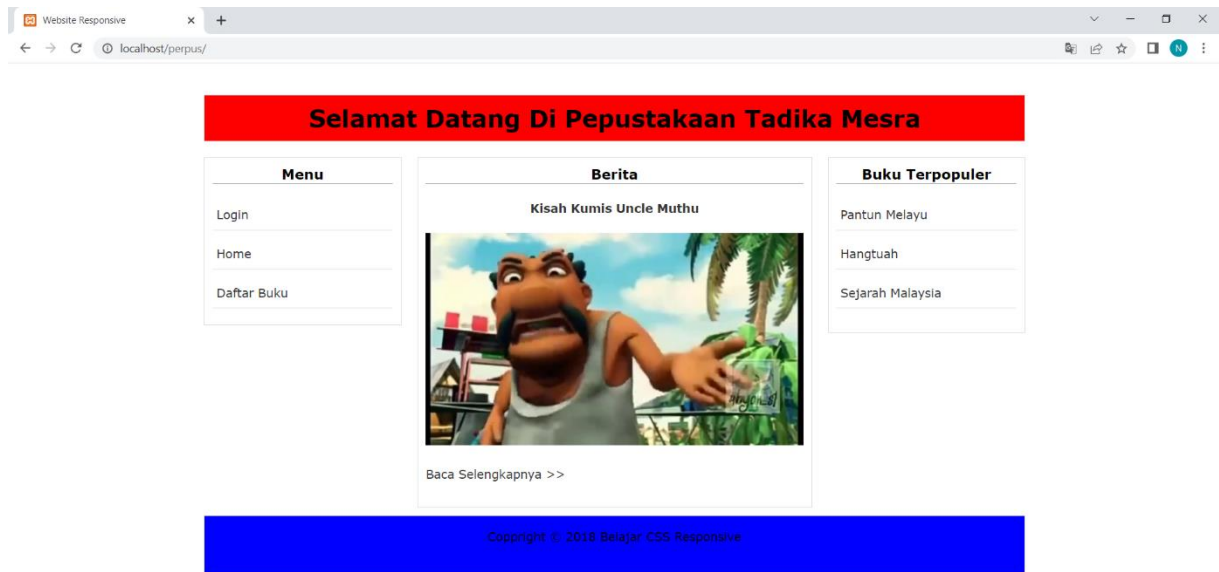 Website Responsive
localhost/perpus/
N
Selamat Datang Di Pepustakaan Tadika Mesra
Menu
Login
Home
Daftar Buku
Berita
Kisah Kumis Uncle Muthu
Baca Selengkapnya >>
Buku Terpopuler
Pantun Melayu
Hangtuah
Sejarah Malaysia
2018 Belajar CSS Responsive